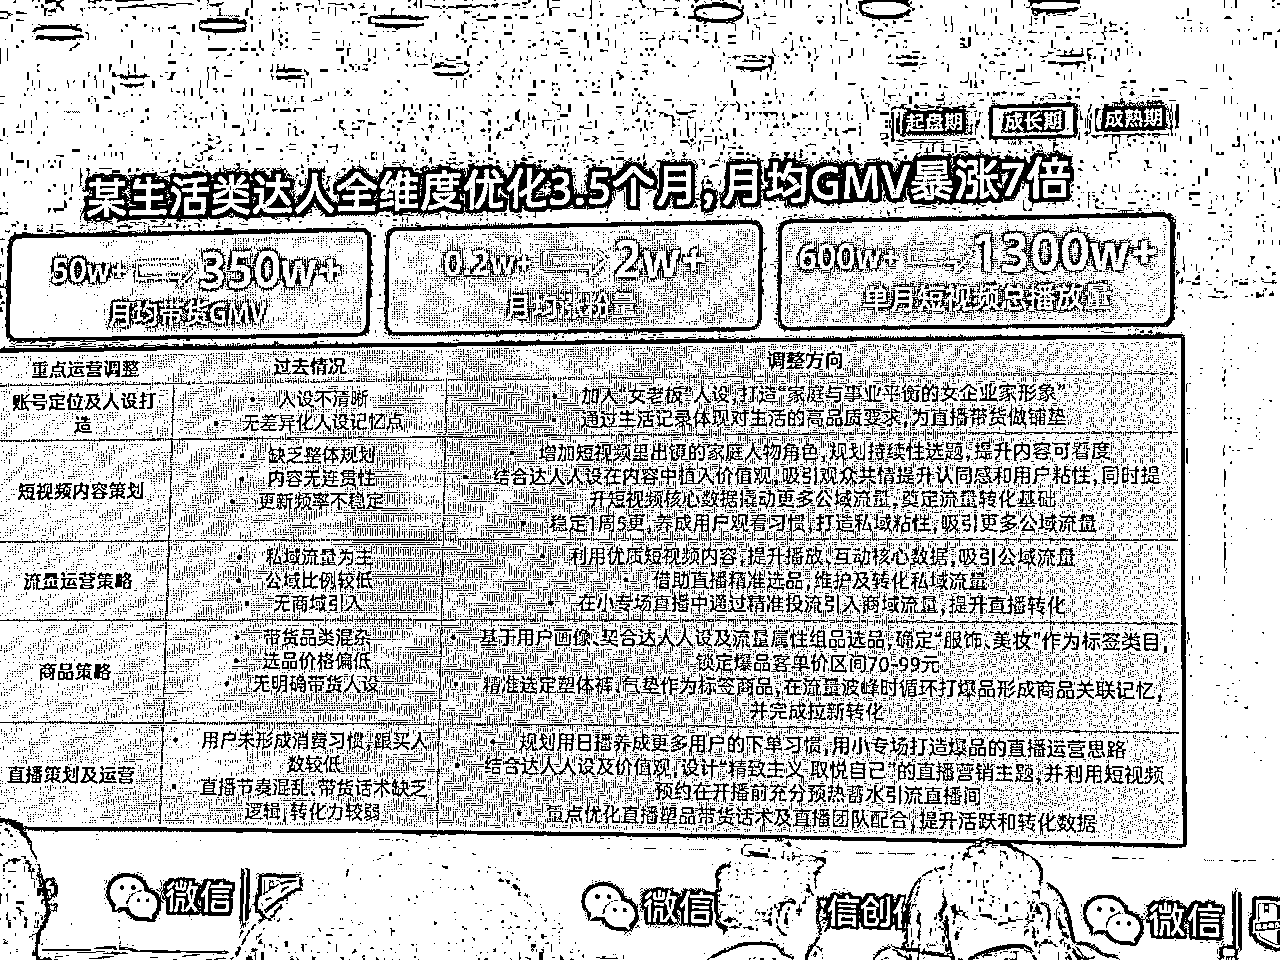 起盘期 成长期 成熟期
某生活类达人全维度优化3.5个月,月均GMV暴涨7倍
50w+ 350w+
月均带货GMV
0.2w+ 2w+
月均涨粉量
600w+ 1300w+
单月短视频总播放量
重点运营调整 过去情况 调整方向
账号定位及人设打
造
• 人设不清晰
• 无差异化人设记忆点
• 加入“女老板”人设,打造“家庭与事业平衡的女企业家形象”
• 通过生活记录体现对生活的高品质要求,为直播带货做铺垫
短视频内容策划
• 缺乏整体规划
• 内容无连贯性
• 更新频率不稳定
• 增加短视频里出镜的家庭人物角色,规划持续性选题,提升内容可看度
• 结合达人人设在内容中植入价值观,吸引观众共情提升认同感和用户粘性,同时提
升短视频核心数据撬动更多公域流量,奠定流量转化基础
• 稳定1周5更,养成用户观看习惯,打造私域粘性,吸引更多公域流量
流量运营策略
• 私域流量为主
• 公域比例较低
• 无商域引入
• 利用优质短视频内容,提升播放、互动核心数据,吸引公域流量
• 借助直播精准选品,维护及转化私域流量
• 在小专场直播中通过精准投流引入商域流量,提升直播转化
商品策略
• 带货品类混杂
• 选品价格偏低
• 无明确带货人设
• 基于用户画像、契合达人人设及流量属性组品选品,确定“服饰、美妆”作为标签类目,
锁定爆品客单价区间70-99元
• 精准选定塑体裤、气垫作为标签商品,在流量波峰时循环打爆品形成商品关联记忆,
并完成拉新转化
直播策划及运营
• 用户未形成消费习惯,跟买人
数较低
• 直播节奏混乱、带货话术缺乏
逻辑,转化力较弱
• 规划用日播养成更多用户的下单习惯,用小专场打造爆品的直播运营思路
• 结合达人人设及价值观,设计“精致主义 取悦自己”的直播营销主题,并利用短视频
预约在开播前充分预热蓄水引流直播间
• 重点优化直播塑品带货话术及直播团队配合,提升活跃和转化数据
微信 微信 信创 微信